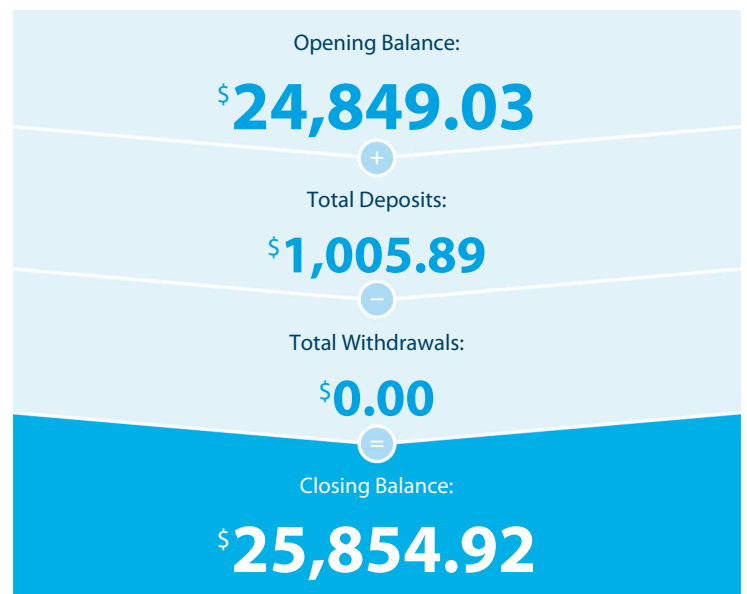 Opening Balance:
$24,849.03
+
Total Deposits:
$1,005.89
−
Total Withdrawals:
$0.00
=
Closing Balance:
$25,854.92